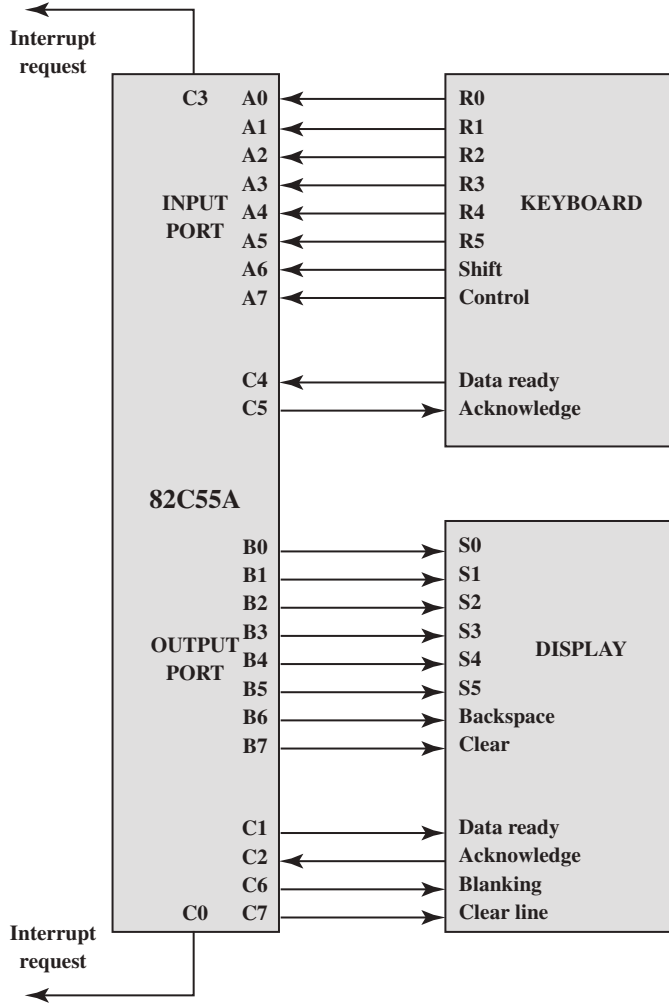 Interrupt
request
C3 A0 R0
A1 R1
A2 R2
A3 R3
INPUT
PORT
KEYBOARD
A4 R4
A5 R5
A6 Shift
A7 Control
C4 Data ready
C5 Acknowledge
82C55A
B0 S0
B1 S1
B2 S2
B3 S3
OUTPUT
PORT
DISPLAY
B4 S4
B5 S5
B6 Backspace
B7 Clear
C1 Data ready
C2 Acknowledge
C6 Blanking
C0 C7 Clear line
Interrupt
request